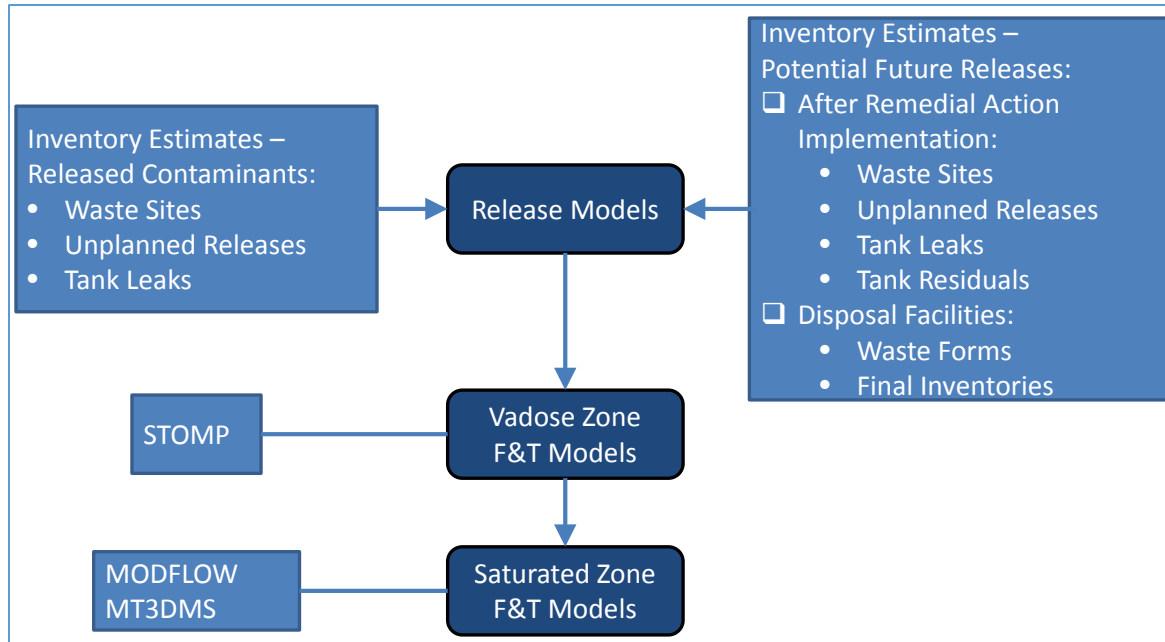 Inventory Estimates –
Released Contaminants:
• Waste Sites
• Unplanned Releases
• Tank Leaks
Release Models
Inventory Estimates –
Potential Future Releases:
❑ After Remedial Action
Implementation:
• Waste Sites
• Unplanned Releases
• Tank Leaks
• Tank Residuals
❑ Disposal Facilities:
• Waste Forms
• Final Inventories
STOMP
Vadose Zone
F&T Models
MODFLOW
MT3DMS
Saturated Zone
F&T Models